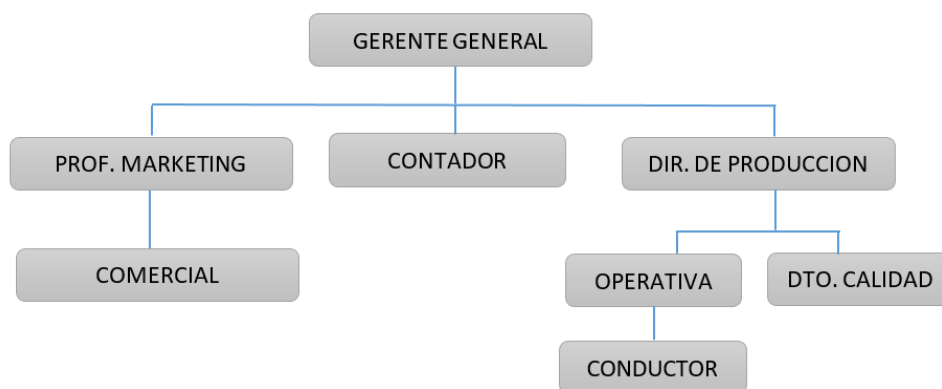 GERENTE GENERAL
PROF. MARKETING
CONTADOR
DIR. DE PRODUCCION
COMERCIAL
OPERATIVA
DTO. CALIDAD
CONDUCTOR